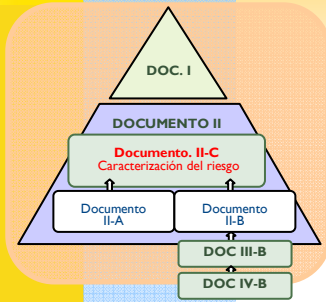 DOC. I
DOCUMENTO II
Documento. II-C
Caracterización del riesgo
Documento
II-A
Documento
II-B
DOC III-B
DOC IV-B